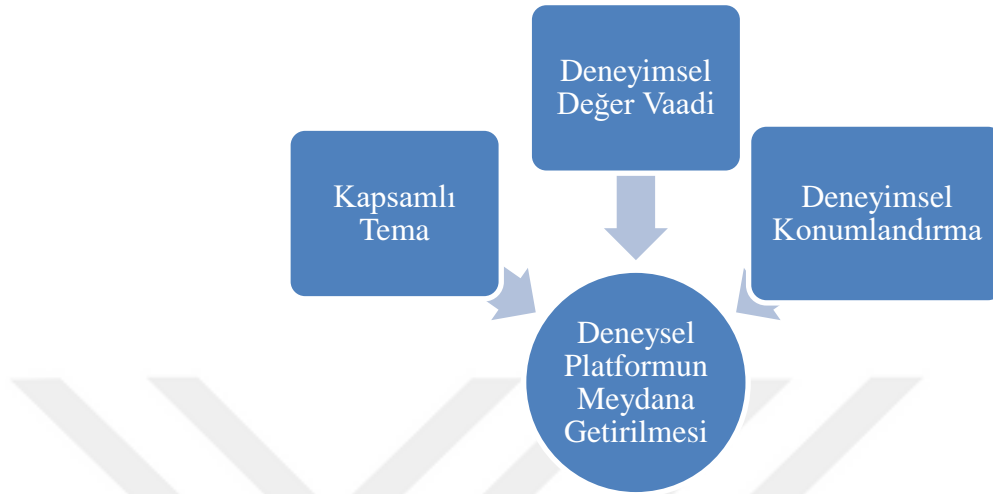 Deneyimsel
Değer Vaadi
Kapsamlı
Tema
Deneyimsel
Konumlandırma
Deneysel
Platformun
Meydana
Getirilmesi